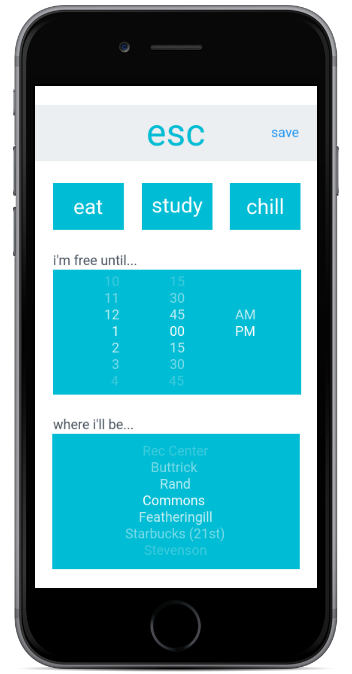 esc save
eat study chill
i'm free until...
10 15
11 30
12 45 AM
1 00 PM
2 15
3 30
4 45
where i'll be...
Rec Center
Buttrick
Rand
Commons
Featheringill
Starbucks (21st)
Stevenson